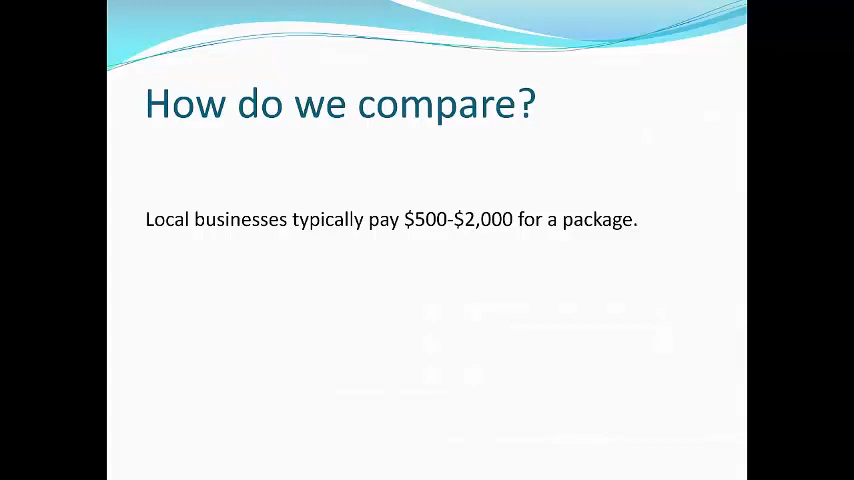 How do we compare?
Local businesses typically pay $500-$2,000 for a package.